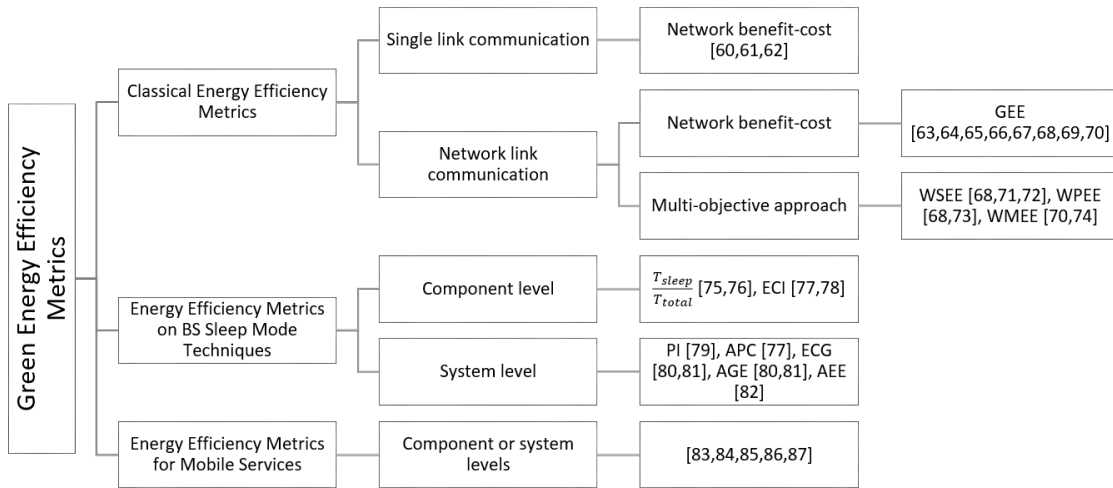 Green Energy Efficiency
Metrics
Classical Energy Efficiency
Metrics
Single link communication
Network benefit-cost
[60,61,62]
Network link
communication
Network benefit-cost
GEE
[63,64,65,66,67,68,69,70]
Multi-objective approach
WSEE [68,71,72], WPEE
[68,73], WMEE [70,74]
Energy Efficiency Metrics
on BS Sleep Mode
Techniques
Component level
T_{sleep}/T_{total} [75,76], ECI [77,78]
System level
PI [79], APC [77], ECG
[80,81], AGE [80,81], AEE
[82]
Energy Efficiency Metrics
for Mobile Services
Component or system
levels
[83,84,85,86,87]